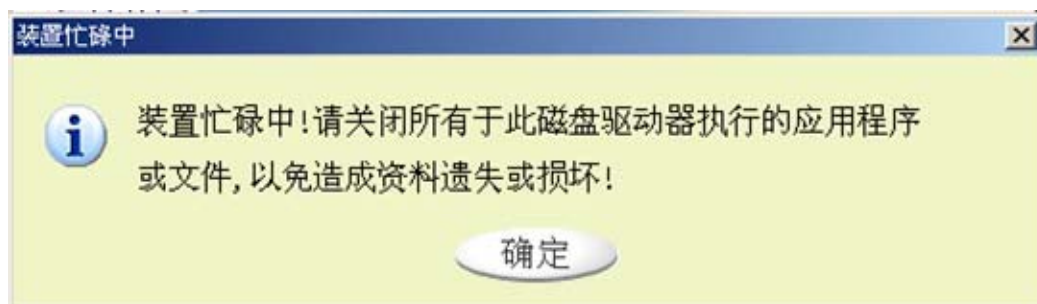 装置忙碌中
装置忙碌中!请关闭所有于此磁盘驱动器执行的应用程序
或文件,以免造成资料遗失或损坏!
确定